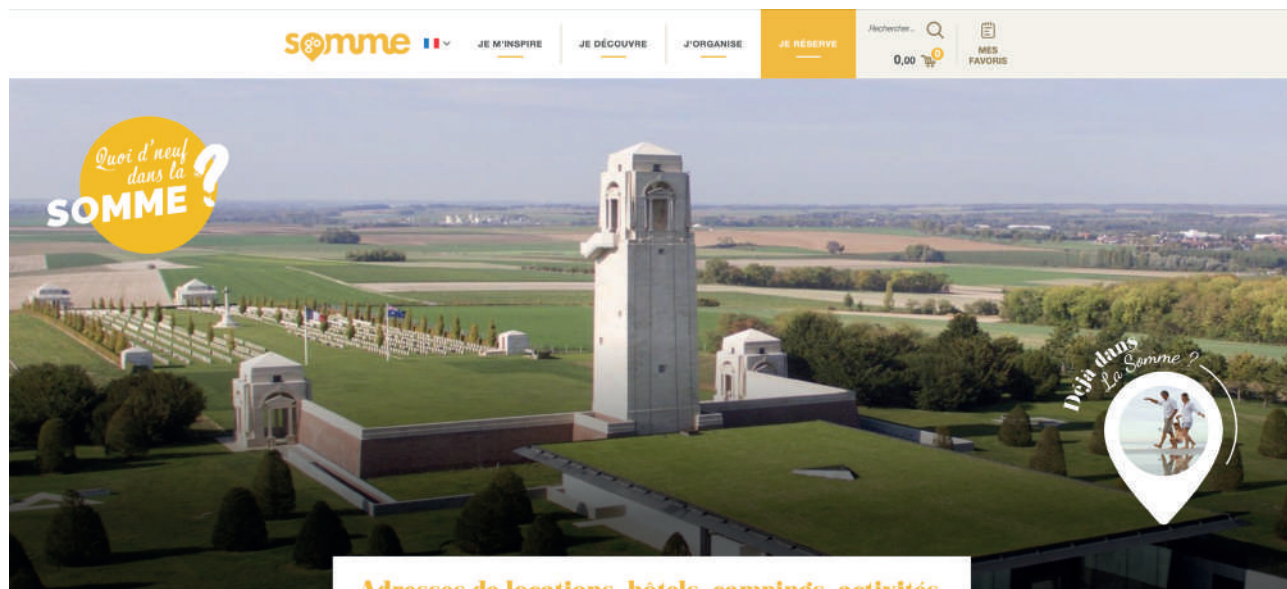 somme
JE M'INSPIRE
JE DÉCOUVRE
J'ORGANISE
JE RÉSERVE
Rechercher...
0,00
0
MES
FAVORIS
Quoi d'neuf
dans la
SOMME ?
Déjà dans
La Somme ?
Adresses de locations, hôtels, campings, activités